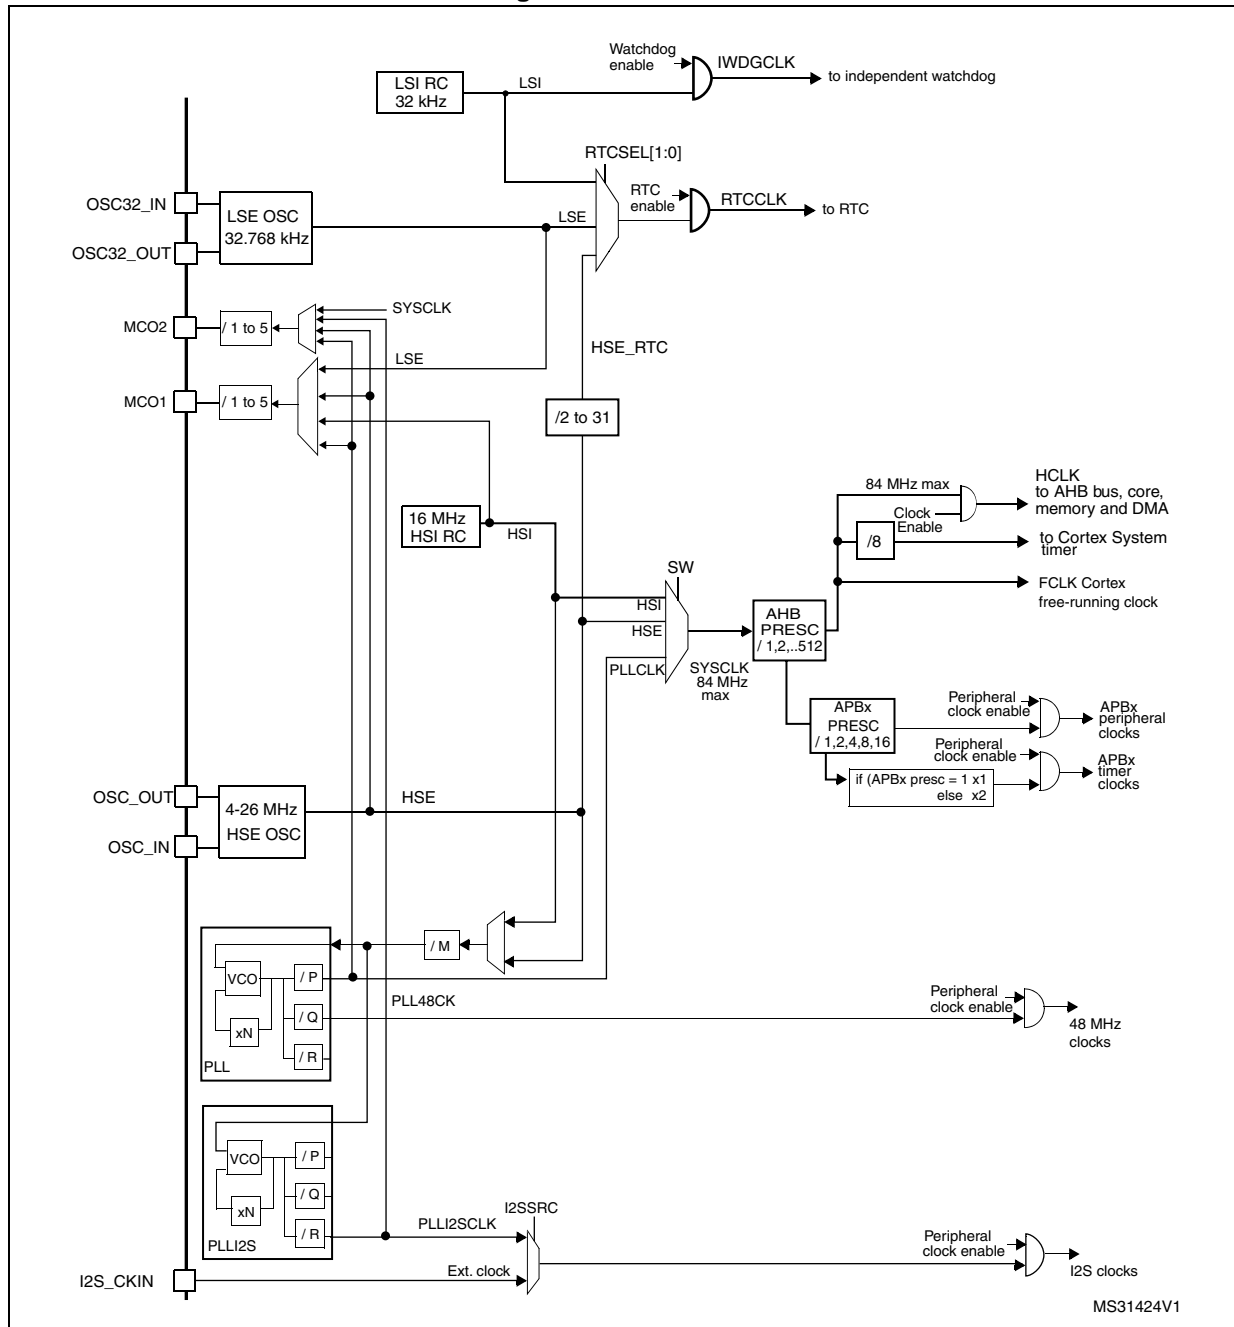 Watchdog
enable
IWDGCLK
to independent watchdog
LSI RC
32 kHz
LSI
RTCSEL[1:0]
OSC32_IN
OSC32_OUT
LSE OSC
32.768 kHz
LSE
RTC
enable
RTCCLK
to RTC
MCO2
/ 1 to 5
SYSCLK
LSE
MCO1
/ 1 to 5
HSE_RTC
/2 to 31
16 MHz
HSI RC
HSI
84 MHz max
Clock
Enable
HCLK
to AHB bus, core,
memory and DMA
/8
to Cortex System
timer
FCLK Cortex
free-running clock
SW
HSI
HSE
PLLCLK
SYSCLK
84 MHz
max
AHB
PRESC
/ 1,2,..512
APBx
PRESC
/ 1,2,4,8,16
Peripheral
clock enable
APBx
peripheral
clocks
Peripheral
clock enable
APBx
timer
clocks
if (APBx presc = 1 x1
else x2
OSC_OUT
OSC_IN
4-26 MHz
HSE OSC
HSE
/ M
VCO
xN
/ P
/ Q
/ R
PLL
PLL48CK
Peripheral
clock enable
48 MHz
clocks
VCO
xN
/ P
/ Q
/ R
PLLI2S
PLLI2SCLK
I2SSRC
Ext. clock
I2S_CKIN
Peripheral
clock enable
I2S clocks
MS31424V1